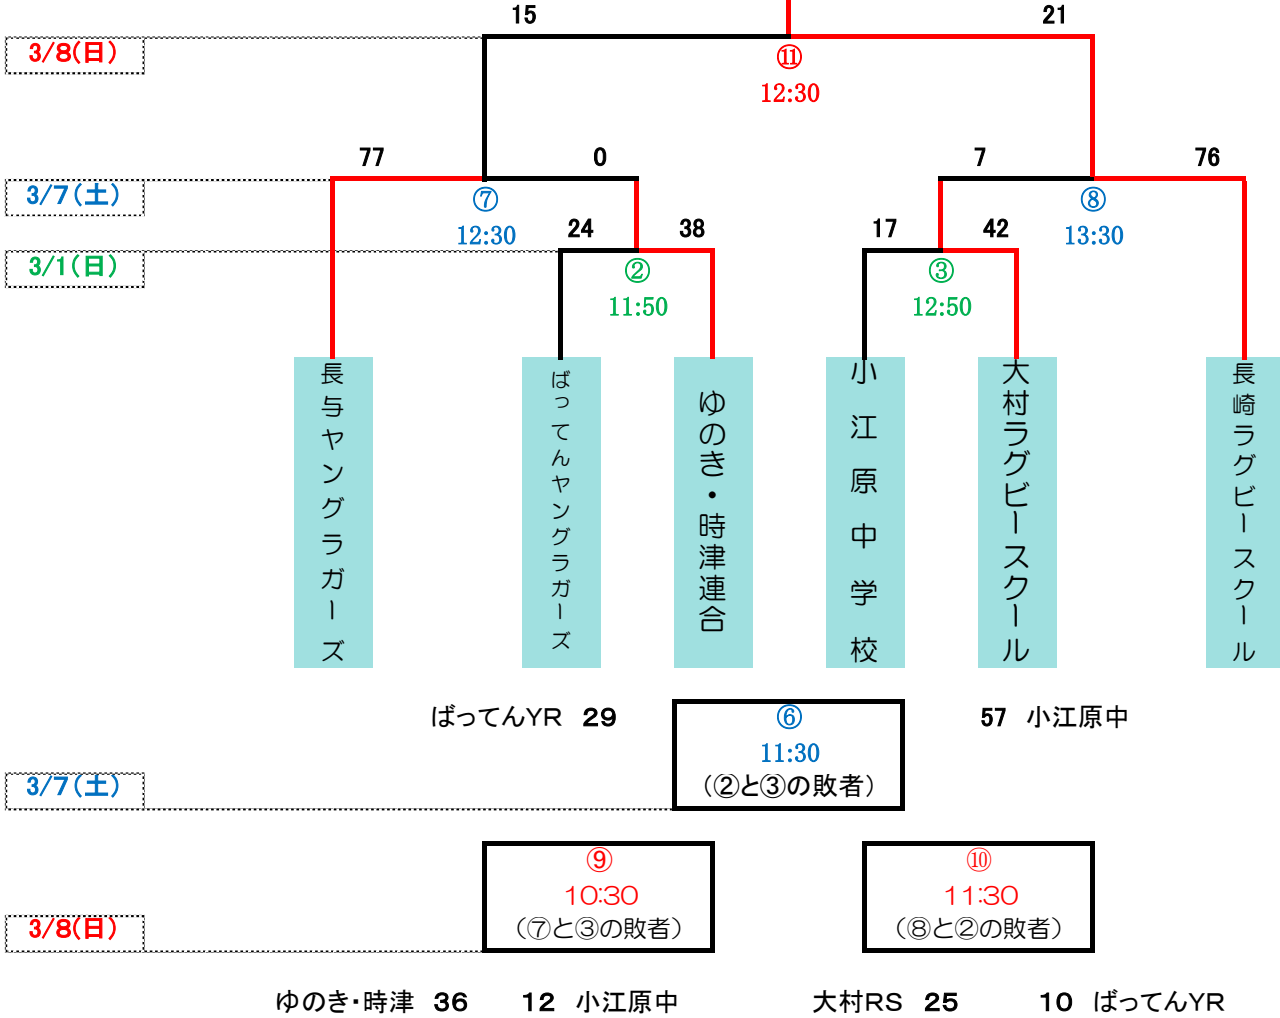 15 21
3/8(日)
⑪
12:30
77 0 7 76
3/7(土)
⑦ ⑧
12:30 13:30
24 38 17 42
3/1(日)
② ③
11:50 12:50
長与ヤングラガーズ
ばってんヤングラガーズ
ゆのき・時津連合
小江原中学校
大村ラグビースクール
長崎ラグビースクール
ばってんYR 29
⑥
57 小江原中
11:30
3/7(土)
(②と③の敗者)
⑨ ⑩
10:30 11:30
3/8(日)
(⑦と③の敗者) (⑧と②の敗者)
ゆのき・時津 36 12 小江原中 大村RS 25 10 ばってんYR